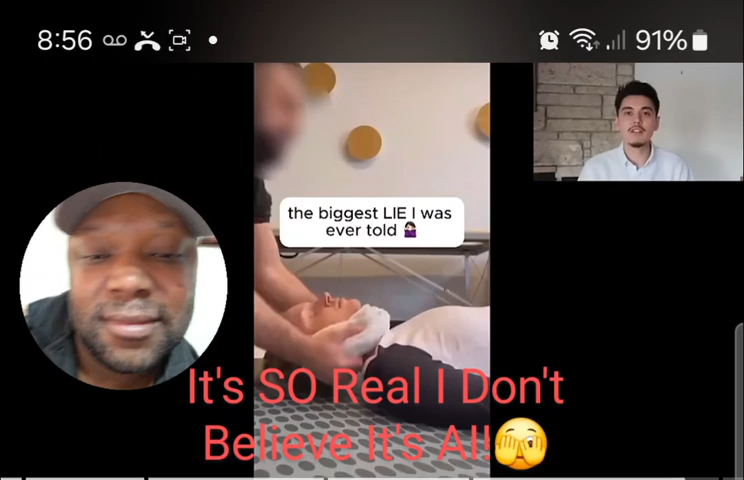 8:56
91%
the biggest LIE I was
ever told 🤷🏻‍♀️
It's SO Real I Don't
Believe It's AI!🫣